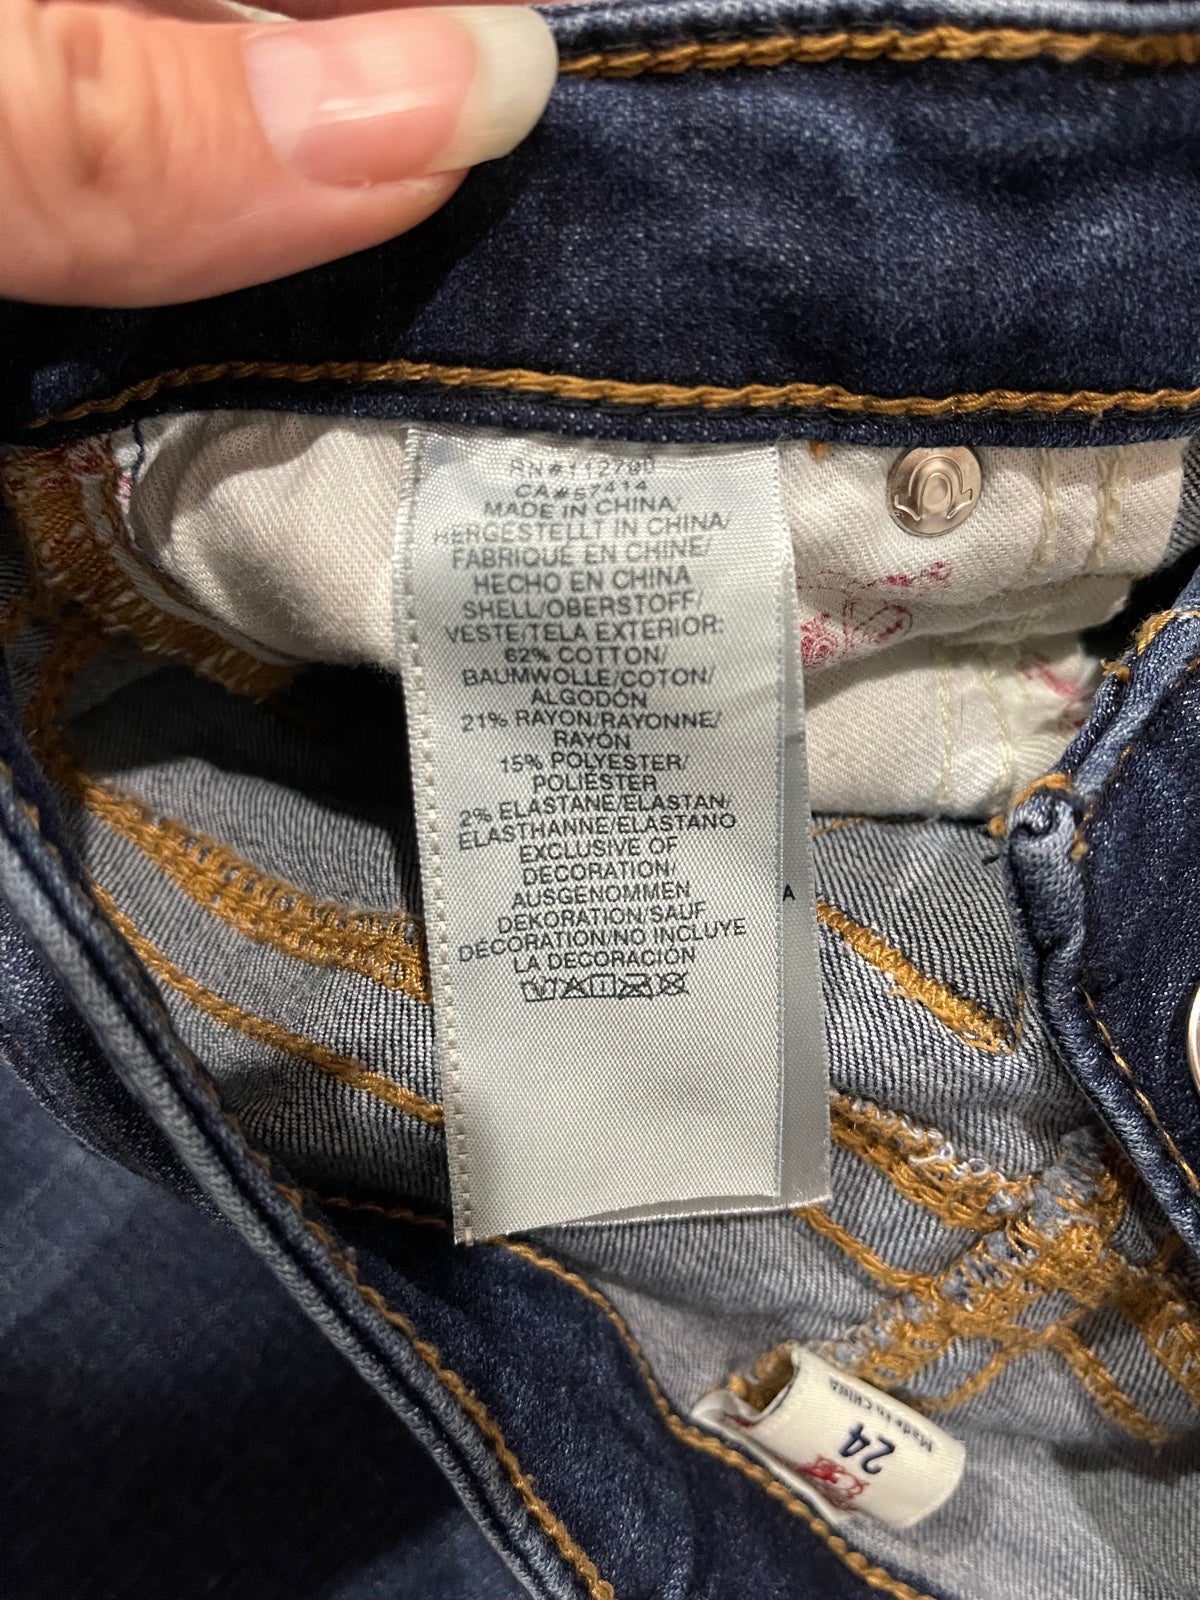 RN#112790
CA#57414
MADE IN CHINA/
HERGESTELLT IN CHINA/
FABRIQUÉ EN CHINE/
HECHO EN CHINA
SHELL/OBERSTOFF/
VESTE/TELA EXTERIOR:
62% COTTON/
BAUMWOLLE/COTON/
ALGODÓN
21% RAYON/RAYONNE/
RAYÓN
15% POLYESTER/
POLIÉSTER
2% ELASTANE/ELASTAN/
ELASTHANNE/ELASTANO
EXCLUSIVE OF
DECORATION/
AUSGENOMMEN
DEKORATION/SAUF
DÉCORATION/NO INCLUYE
LA DECORACIÓN
A
24
Made In CHINA